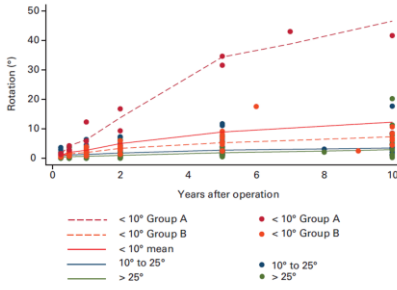 50
40
30
20
10
0
Rotation (°)
0 2 4 6 8 10
Years after operation
< 10° Group A < 10° Group A
< 10° Group B < 10° Group B
< 10° mean
10° to 25° 10° to 25°
> 25° > 25°